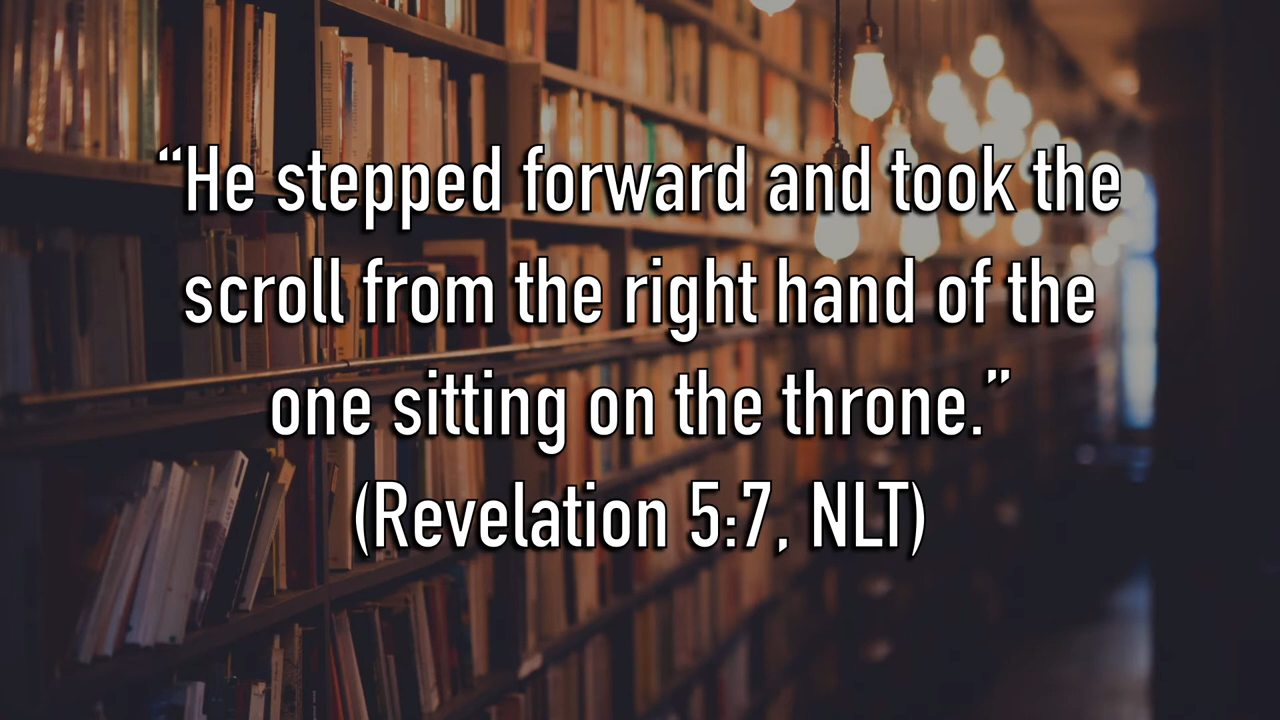 “He stepped forward and took the
scroll from the right hand of the
one sitting on the throne.”
(Revelation 5:7, NLT)